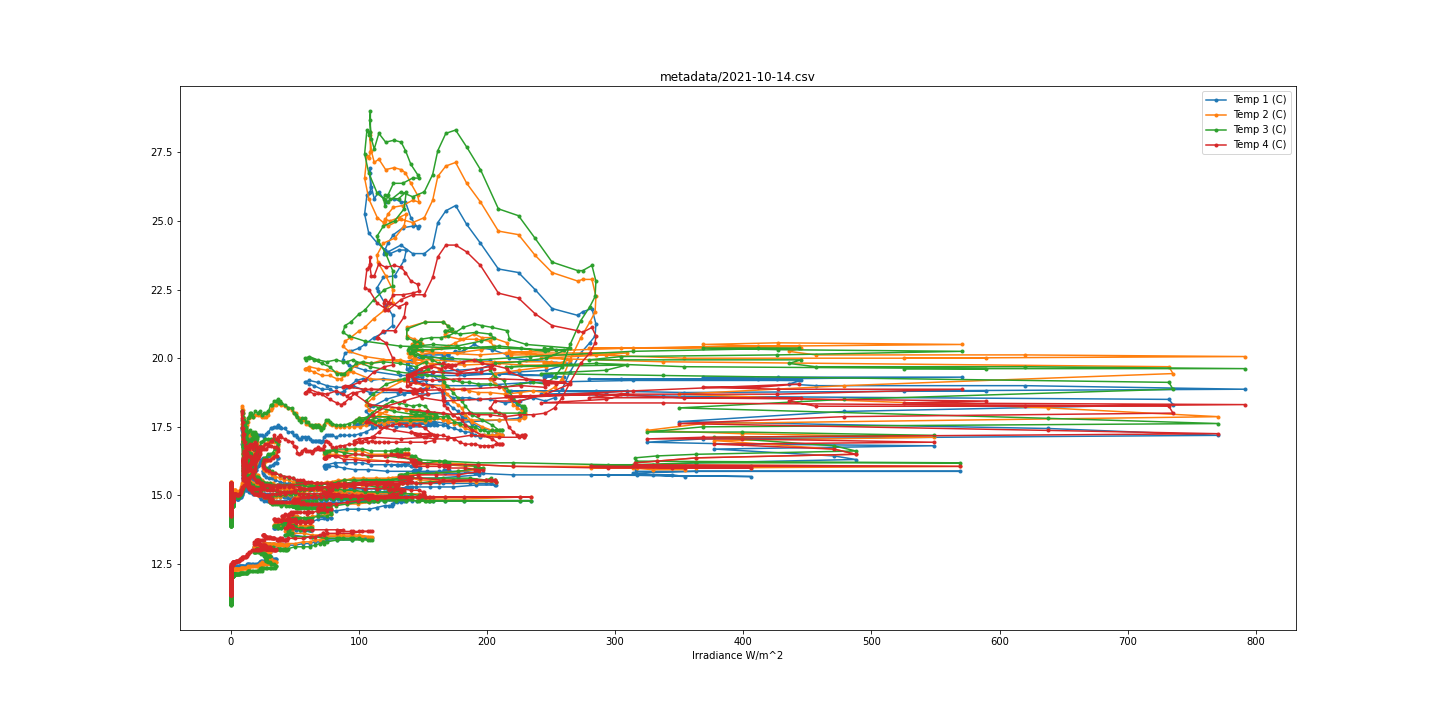 metadata/2021-10-14.csv
Temp 1 (C)
Temp 2 (C)
Temp 3 (C)
Temp 4 (C)
27.5
25.0
22.5
20.0
17.5
15.0
12.5
0 100 200 300 400 500 600 700 800
Irradiance W/m^2